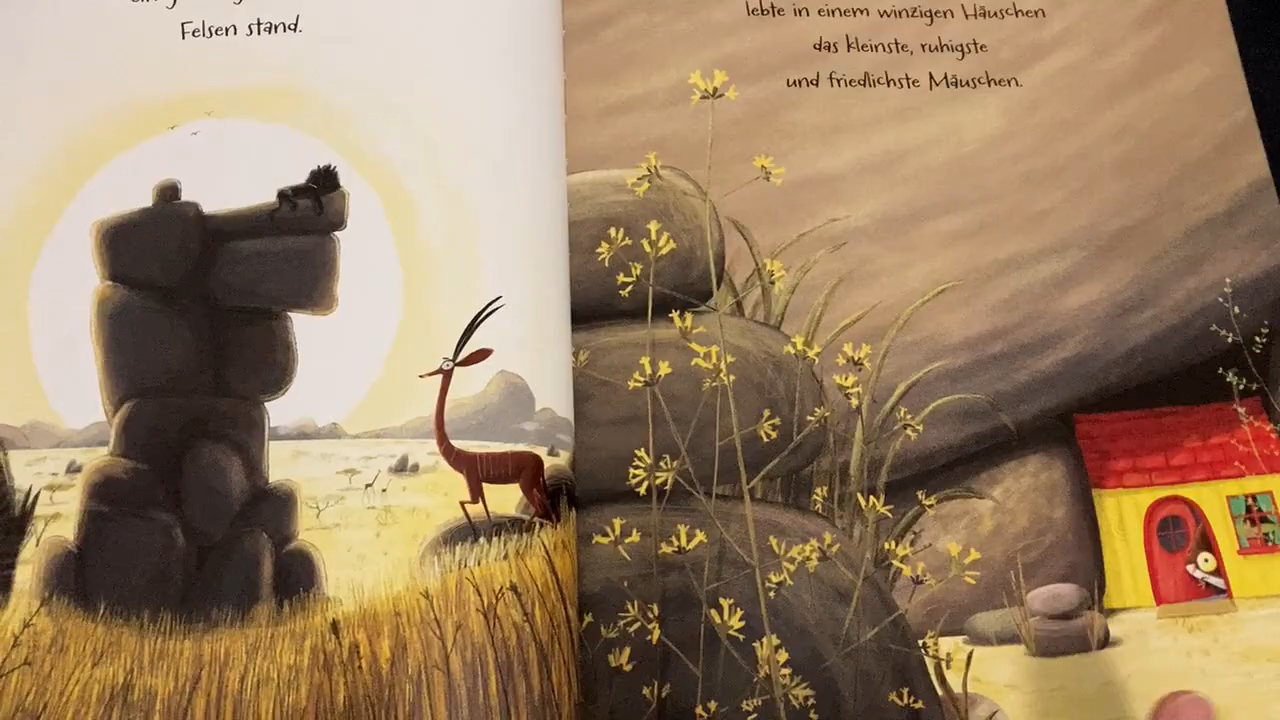 Felsen stand.
lebte in einem winzigen Häuschen
das kleinste, ruhigste
und friedlichste Mäuschen.